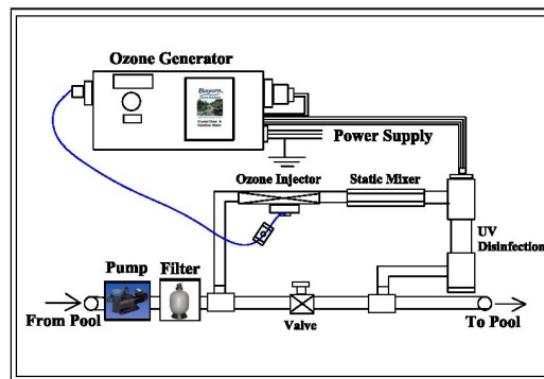 Ozone Generator
Power Supply
Ozone Injector
Static Mixer
UV
Disinfection
Pump
Filter
From Pool
Valve
To Pool